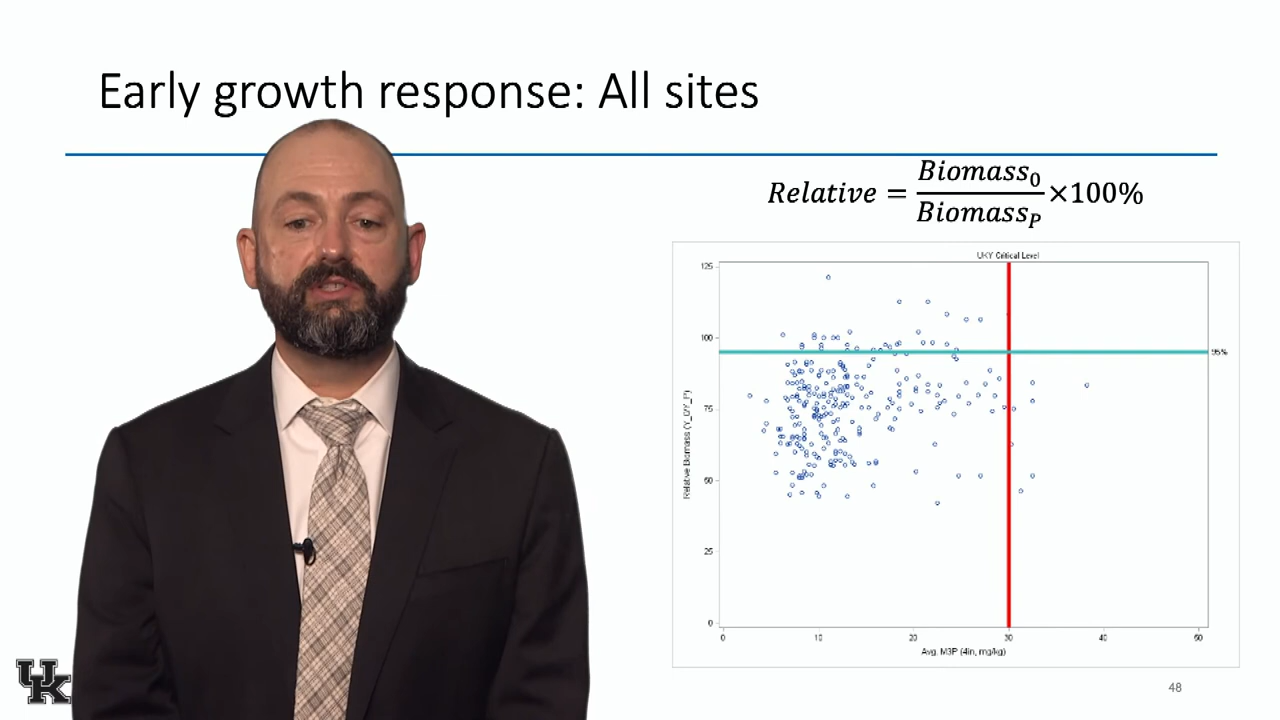 Early growth response: All sites
Relative = Biomass₀ / Biomassₚ ×100%
UKY Critical Level
125
100
95%
75
50
25
0
Relative Biomass (Y_0/Y_P)
0 10 20 30 40 50
Avg. M3P (4in, mg/kg)
UK
48